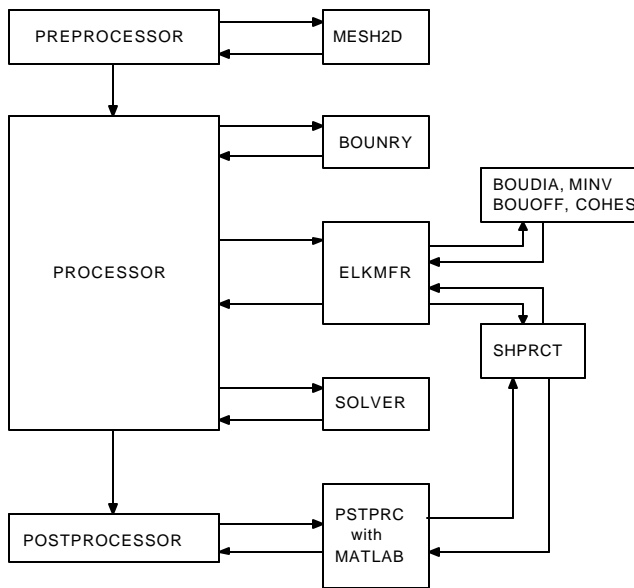 PREPROCESSOR
MESH2D
BOUNRY
BOUDIA, MINV
BOUOFF, COHES
PROCESSOR
ELKMFR
SHPRCT
SOLVER
POSTPROCESSOR
PSTPRC
with
MATLAB